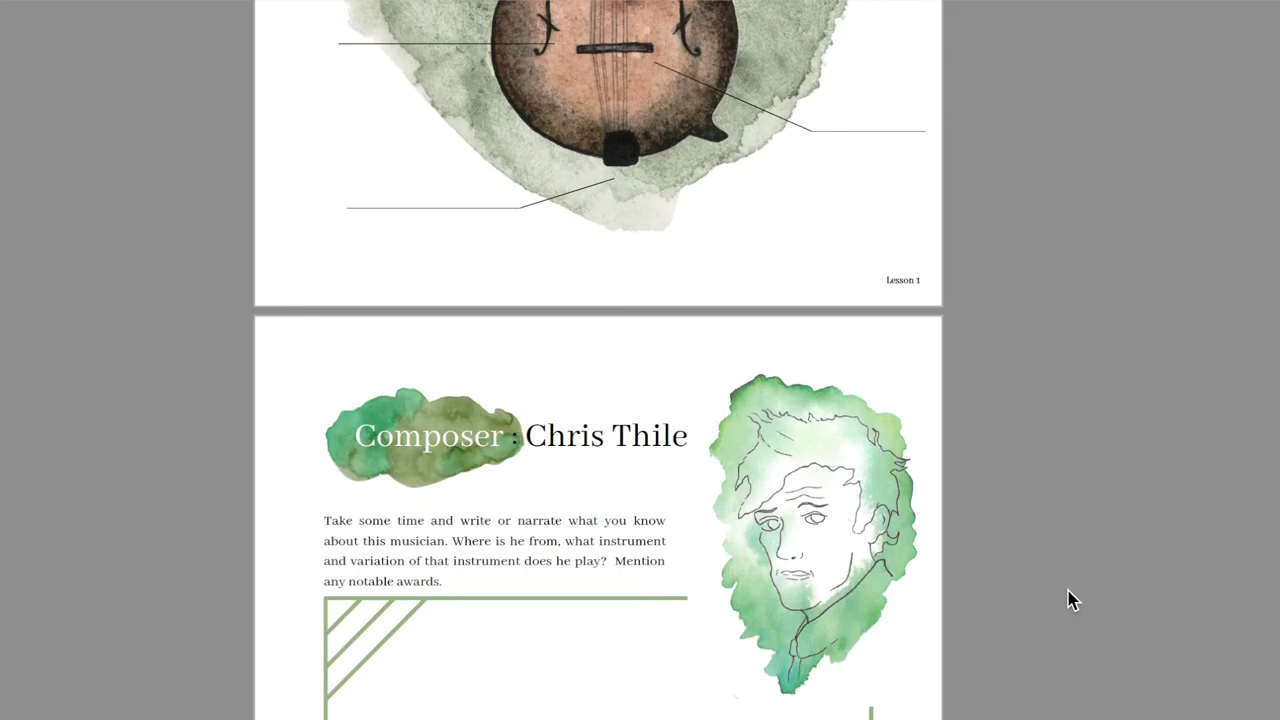 Lesson 1
Composer : Chris Thile
Take some time and write or narrate what you know
about this musician. Where is he from, what instrument
and variation of that instrument does he play? Mention
any notable awards.